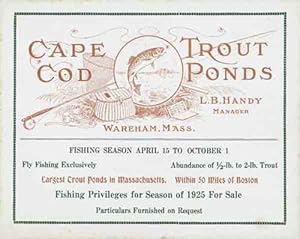 CAPE COD TROUT PONDS
L. B. HANDY
MANAGER
WAREHAM, MASS.
FISHING SEASON APRIL 15 TO OCTOBER 1
Fly Fishing Exclusively Abundance of ½-lb. to 2-lb. Trout
Largest Trout Ponds in Massachusetts. Within 50 Miles of Boston
Fishing Privileges for Season of 1925 For Sale
Particulars Furnished on Request